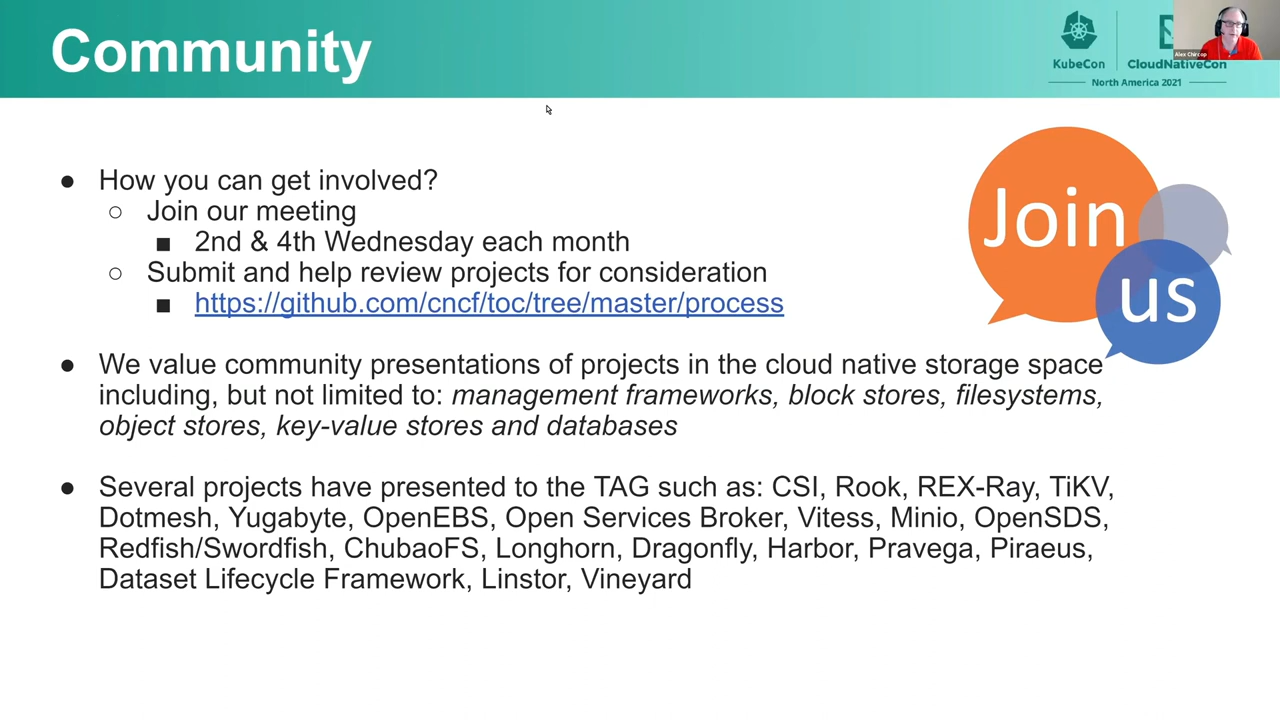 Community
KubeCon
CloudNativeCon
North America 2021
Alex Chircop
● How you can get involved?
○ Join our meeting
■ 2nd & 4th Wednesday each month
○ Submit and help review projects for consideration
■ https://github.com/cncf/toc/tree/master/process
Join
us
● We value community presentations of projects in the cloud native storage space
including, but not limited to: management frameworks, block stores, filesystems,
object stores, key-value stores and databases
● Several projects have presented to the TAG such as: CSI, Rook, REX-Ray, TiKV,
Dotmesh, Yugabyte, OpenEBS, Open Services Broker, Vitess, Minio, OpenSDS,
Redfish/Swordfish, ChubaoFS, Longhorn, Dragonfly, Harbor, Pravega, Piraeus,
Dataset Lifecycle Framework, Linstor, Vineyard